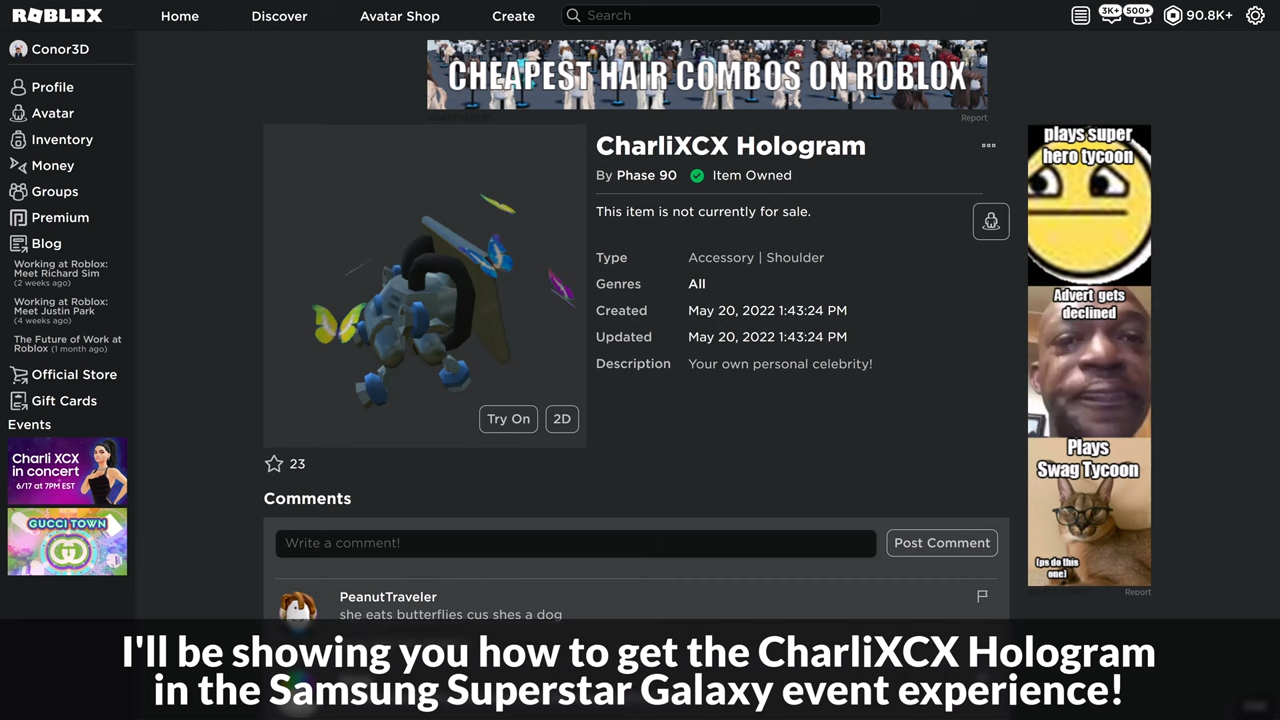 ROBLOX
Home
Discover
Avatar Shop
Create
Search
3K+
500+
90.8K+
Conor3D
Profile
Avatar
Inventory
Money
Groups
Premium
Blog
Working at Roblox:
Meet Richard Sim
(2 weeks ago)
Working at Roblox:
Meet Justin Park
(4 weeks ago)
The Future of Work at
Roblox (1 month ago)
Official Store
Gift Cards
Events
Charli XCX
in concert
6/17 at 7PM EST
GUCCI TOWN
CHEAPEST HAIR COMBOS ON ROBLOX
ADVERTISEMENT
Report
CharliXCX Hologram
By Phase 90
Item Owned
This item is not currently for sale.
Type
Accessory | Shoulder
Genres
All
Created
May 20, 2022 1:43:24 PM
Updated
May 20, 2022 1:43:24 PM
Description
Your own personal celebrity!
Try On
2D
23
Comments
Write a comment!
Post Comment
PeanutTraveler
she eats butterflies cus shes a dog
plays super
hero tycoon
Advert gets
declined
Plays
Swag Tycoon
(ps do this
one)
ADVERTISEMENT
Report
I'll be showing you how to get the CharliXCX Hologram
in the Samsung Superstar Galaxy event experience!